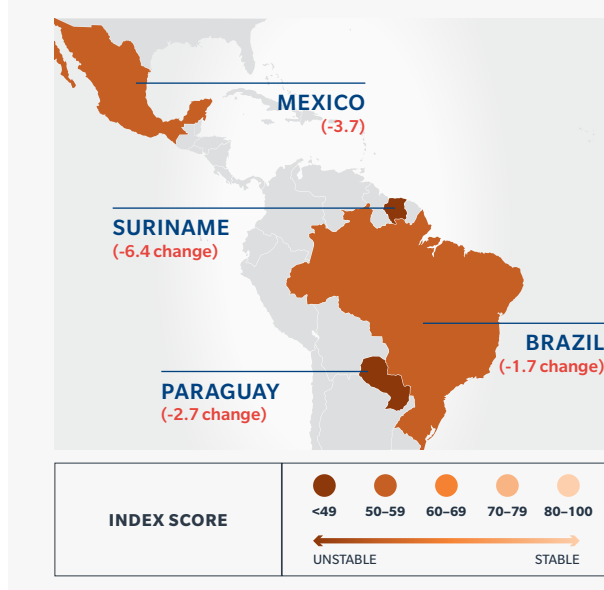 MEXICO
(-3.7)
SURINAME
(-6.4 change)
BRAZIL
(-1.7 change)
PARAGUAY
(-2.7 change)
INDEX SCORE
<49 50–59 60–69 70–79 80–100
UNSTABLE STABLE